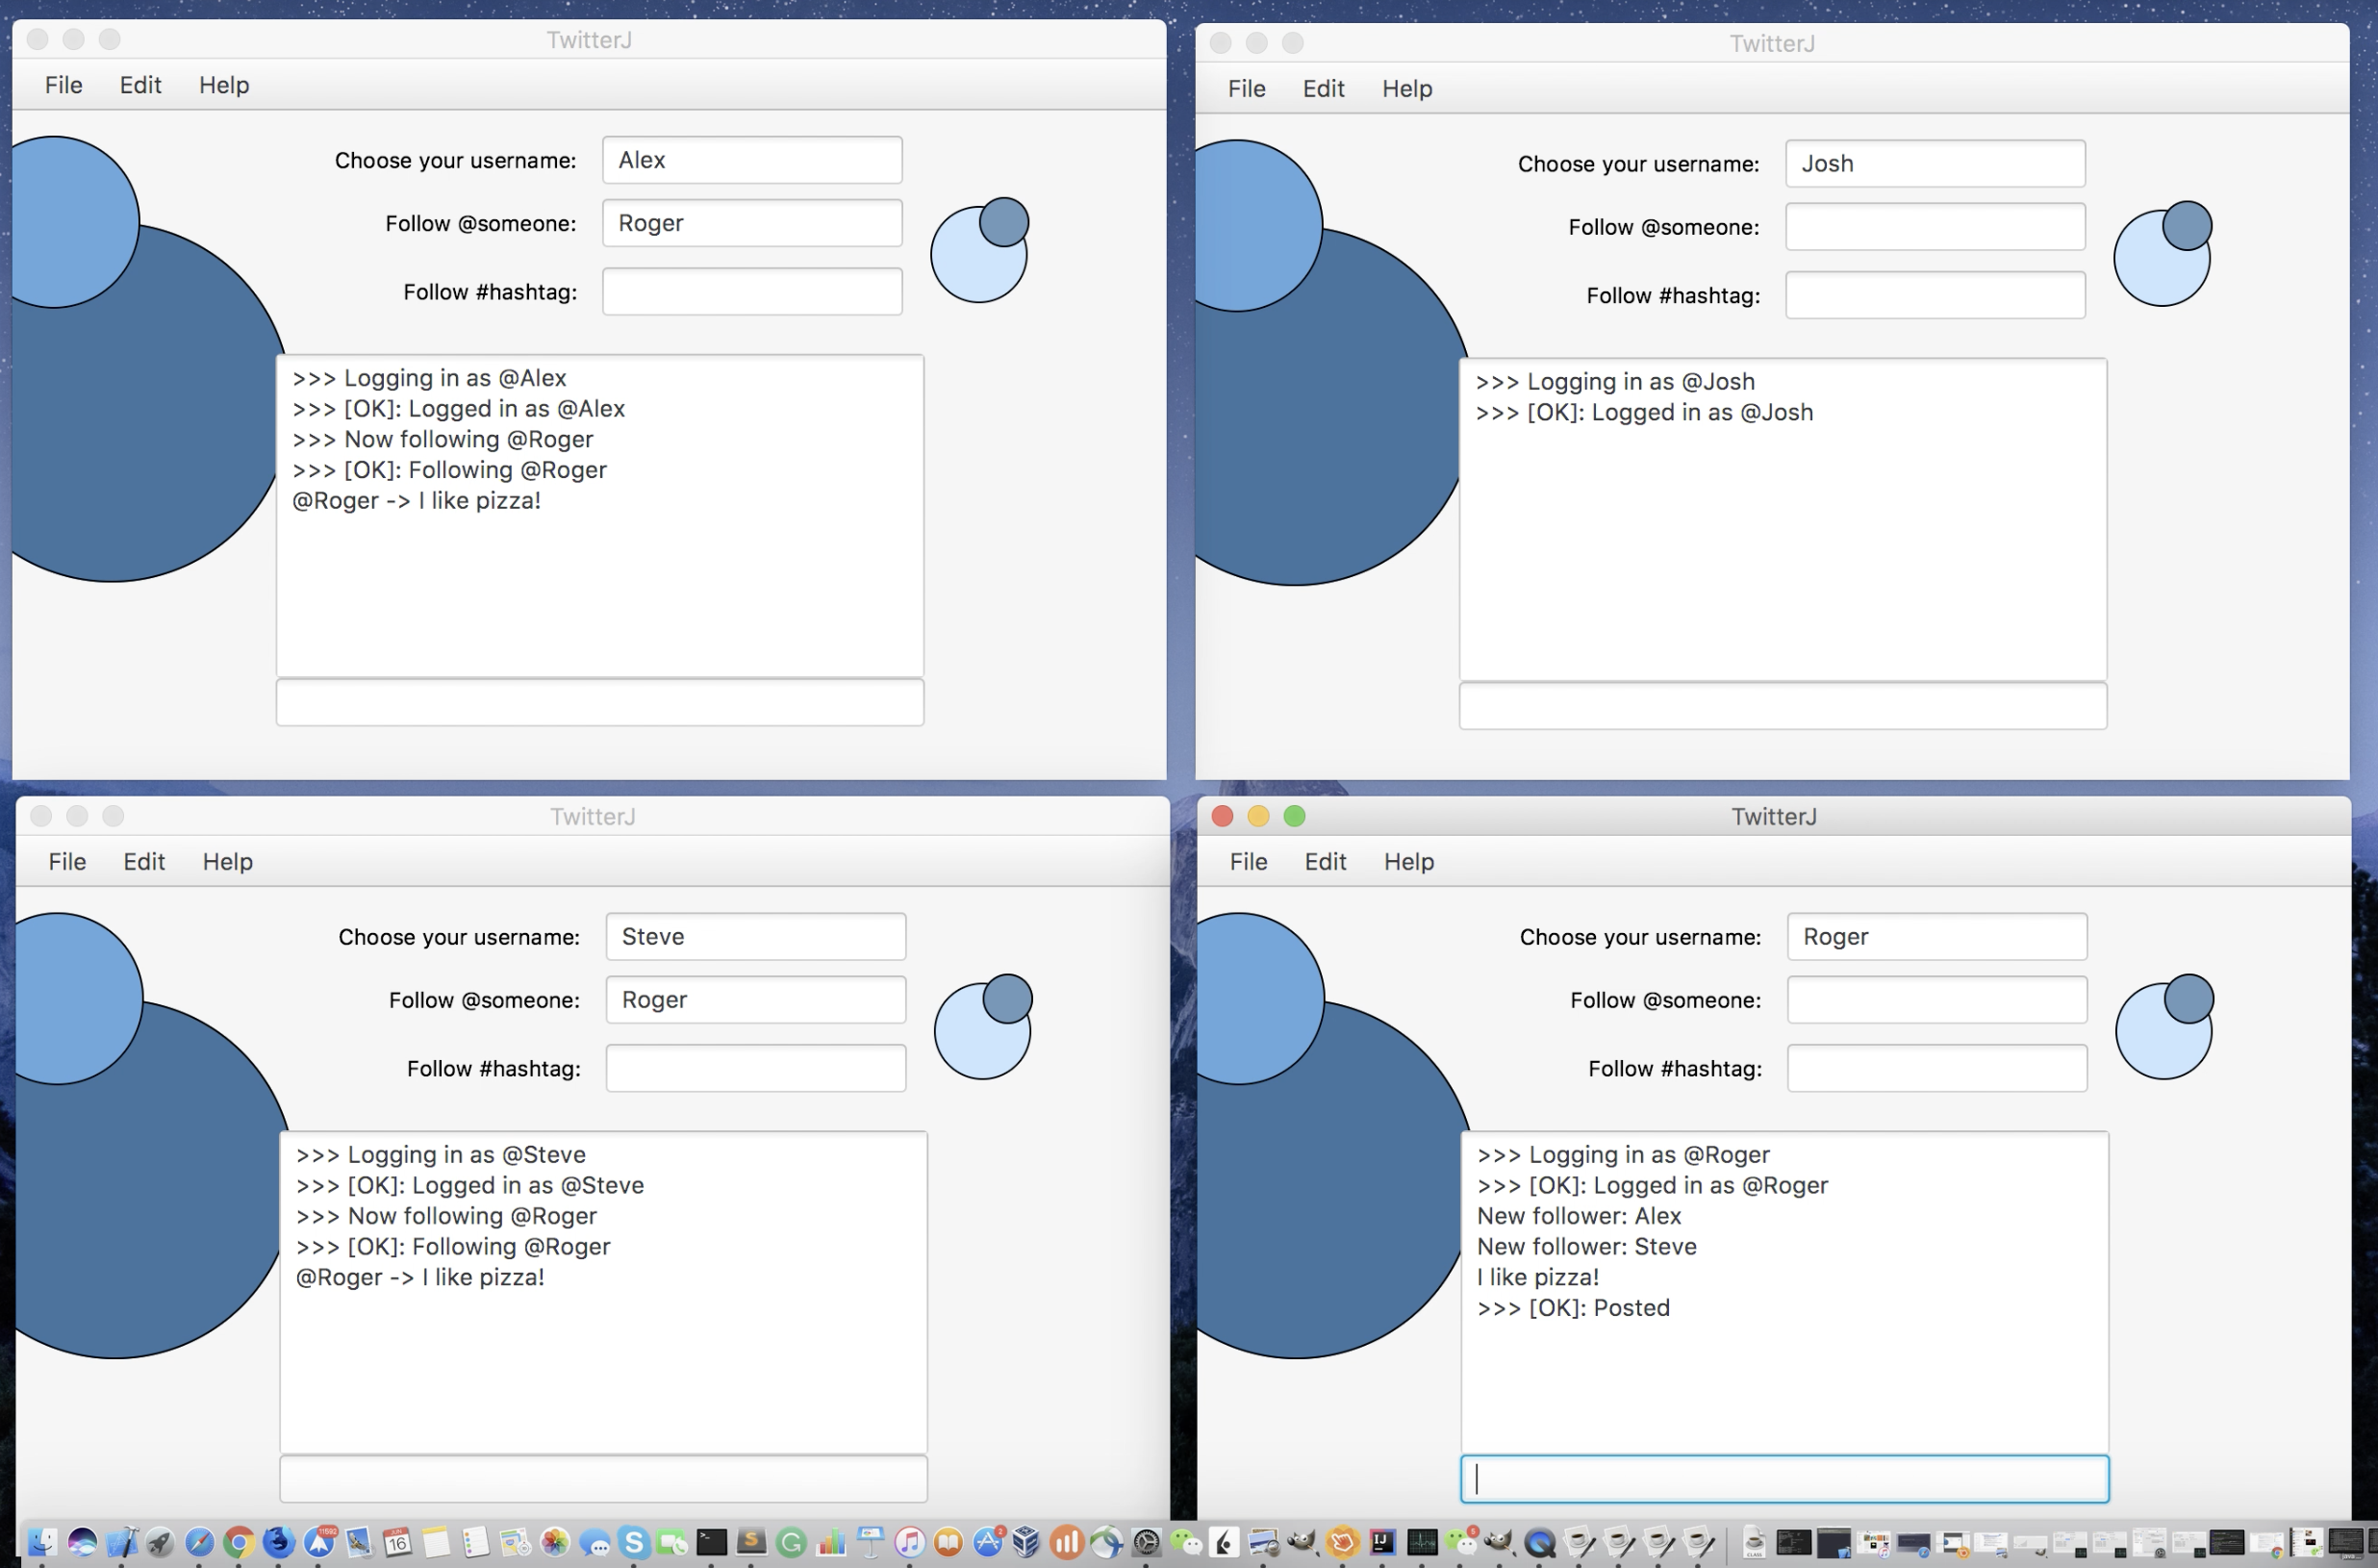 TwitterJ
File Edit Help
Choose your username: Alex
Follow @someone: Roger
Follow #hashtag:
>>> Logging in as @Alex
>>> [OK]: Logged in as @Alex
>>> Now following @Roger
>>> [OK]: Following @Roger
@Roger -> I like pizza!
TwitterJ
File Edit Help
Choose your username: Josh
Follow @someone:
Follow #hashtag:
>>> Logging in as @Josh
>>> [OK]: Logged in as @Josh
TwitterJ
File Edit Help
Choose your username: Steve
Follow @someone: Roger
Follow #hashtag:
>>> Logging in as @Steve
>>> [OK]: Logged in as @Steve
>>> Now following @Roger
>>> [OK]: Following @Roger
@Roger -> I like pizza!
TwitterJ
File Edit Help
Choose your username: Roger
Follow @someone:
Follow #hashtag:
>>> Logging in as @Roger
>>> [OK]: Logged in as @Roger
New follower: Alex
New follower: Steve
I like pizza!
>>> [OK]: Posted
16